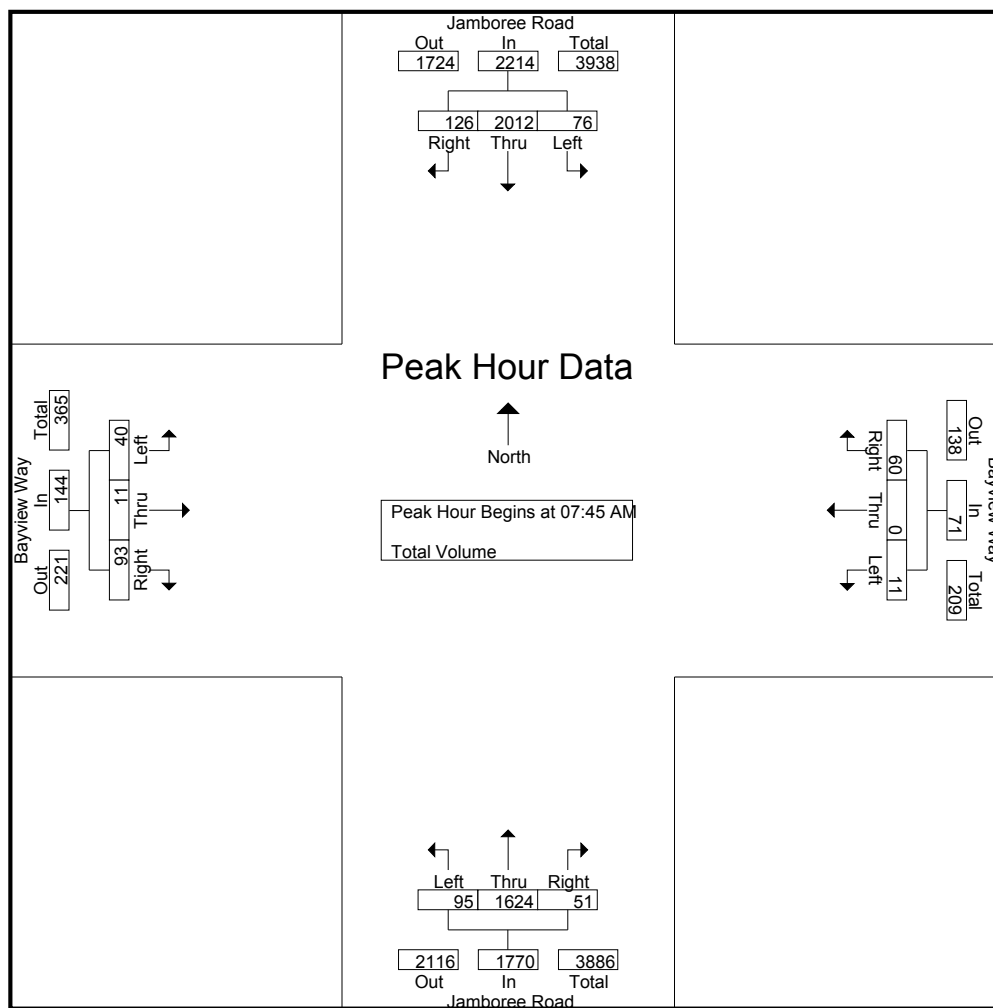 Jamboree Road
Out In Total
1724 2214 3938
126 2012 76
Right Thru Left
Peak Hour Data
North
Peak Hour Begins at 07:45 AM
Total Volume
Bayview Way
Total In Out
365 144 221
40 11 93
Left Thru Right
Bayview Way
Out In Total
138 71 209
60 0 11
Right Thru Left
Left Thru Right
95 1624 51
2116 1770 3886
Out In Total
Jamboree Road